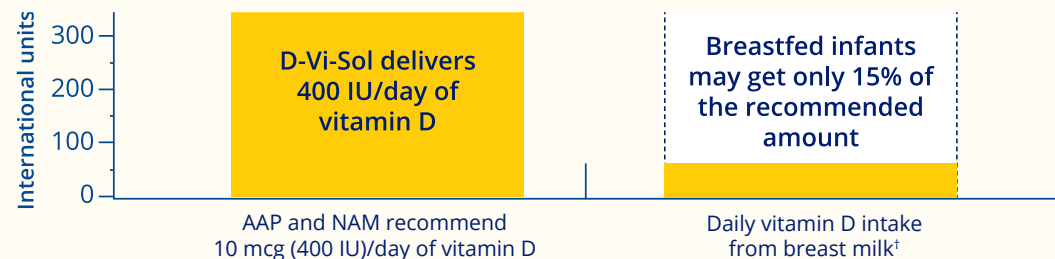 International units
300
200
100
0
D-Vi-Sol delivers
400 IU/day of
vitamin D
Breastfed infants
may get only 15% of
the recommended
amount
AAP and NAM recommend
10 mcg (400 IU)/day of vitamin D
Daily vitamin D intake
from breast milk†